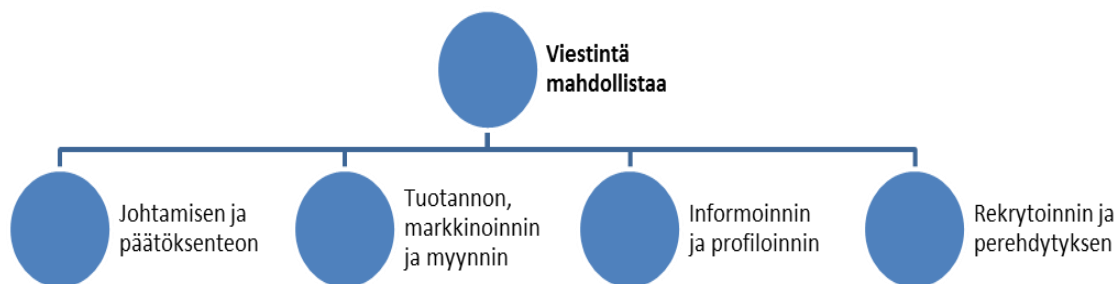 Viestintä
mahdollistaa
Johtamisen ja
päätöksenteon
Tuotannon,
markkinoinnin
ja myynnin
Informoinnin
ja profiloinnin
Rekrytoinnin ja
perehdytyksen